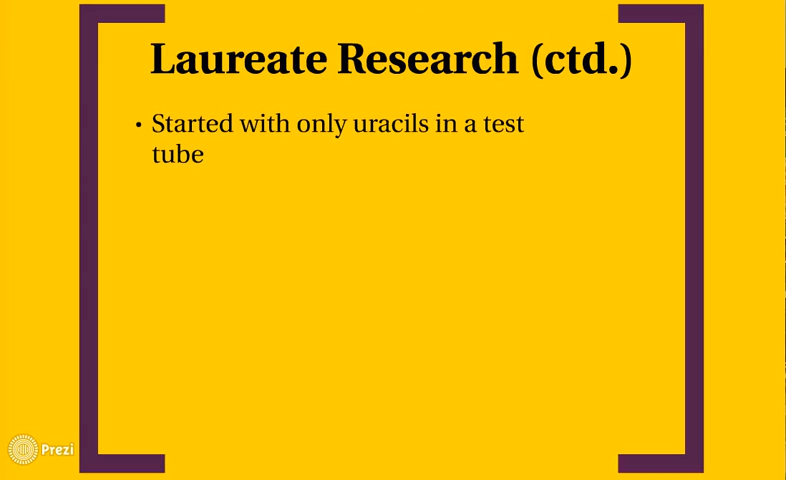 Laureate Research (ctd.)
• Started with only uracils in a test
tube
Prezi